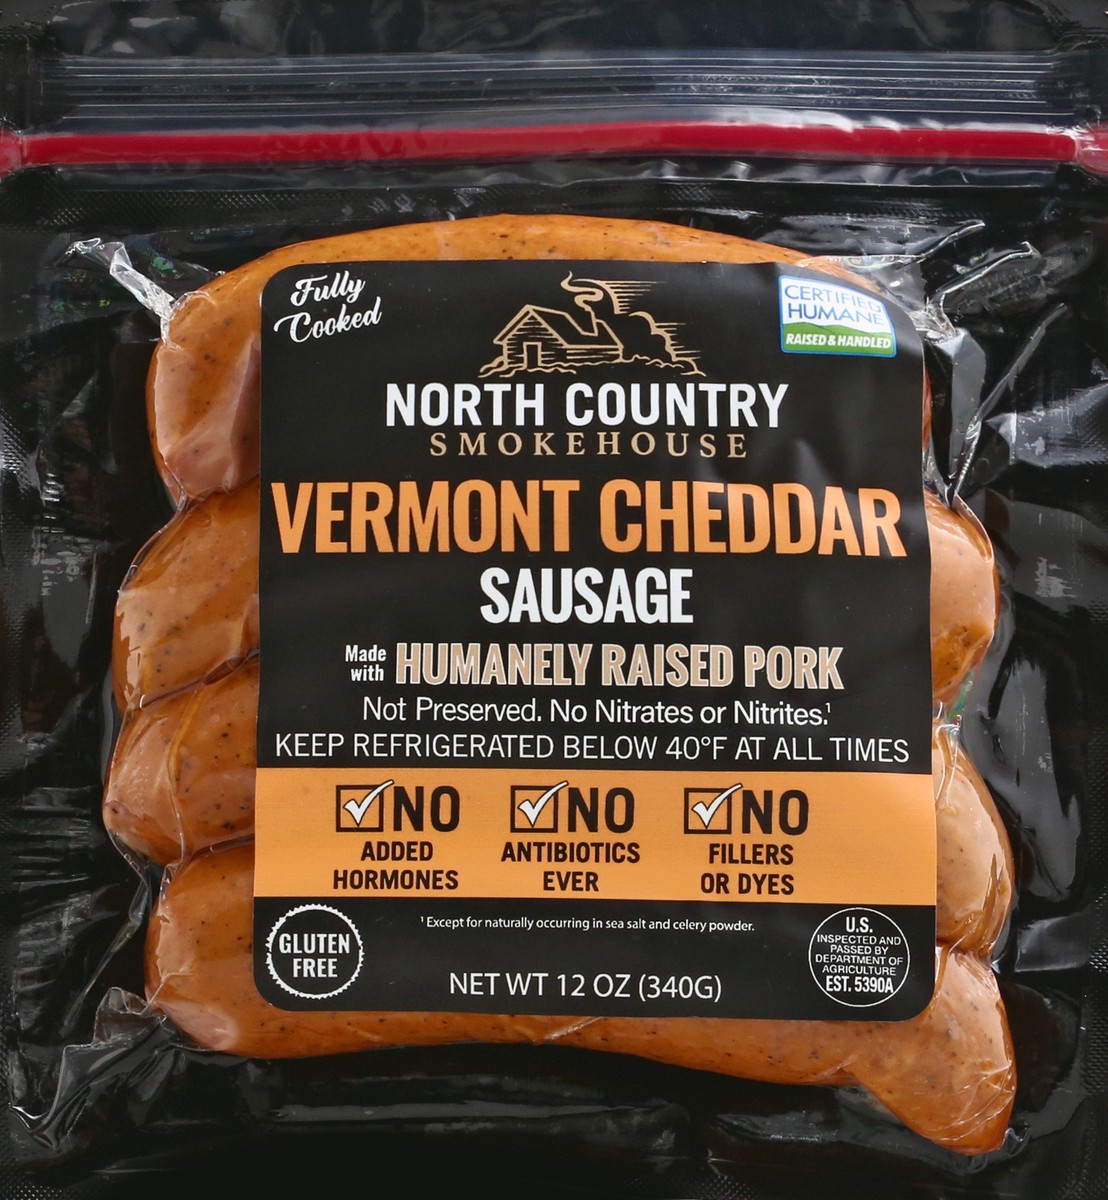 Fully
Cooked
CERTIFIED
HUMANE
RAISED & HANDLED
NORTH COUNTRY
SMOKEHOUSE
VERMONT CHEDDAR
SAUSAGE
Made with HUMANELY RAISED PORK
Not Preserved. No Nitrates or Nitrites.¹
KEEP REFRIGERATED BELOW 40°F AT ALL TIMES
NO
ADDED
HORMONES
NO
ANTIBIOTICS
EVER
NO
FILLERS
OR DYES
¹ Except for naturally occurring in sea salt and celery powder.
GLUTEN
FREE
NET WT 12 OZ (340G)
U.S.
INSPECTED AND
PASSED BY
DEPARTMENT OF
AGRICULTURE
EST. 5390A